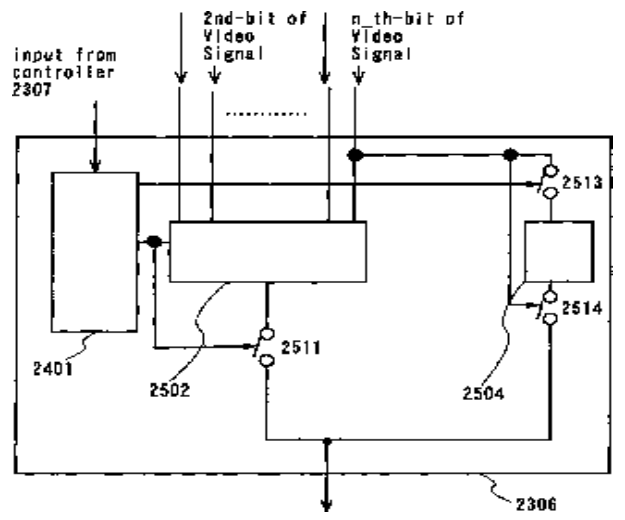 2nd-bit of
Video
Signal
n_th-bit of
Video
Signal
input from
controller
2307
2513
2514
2511
2401
2502
2504
2306